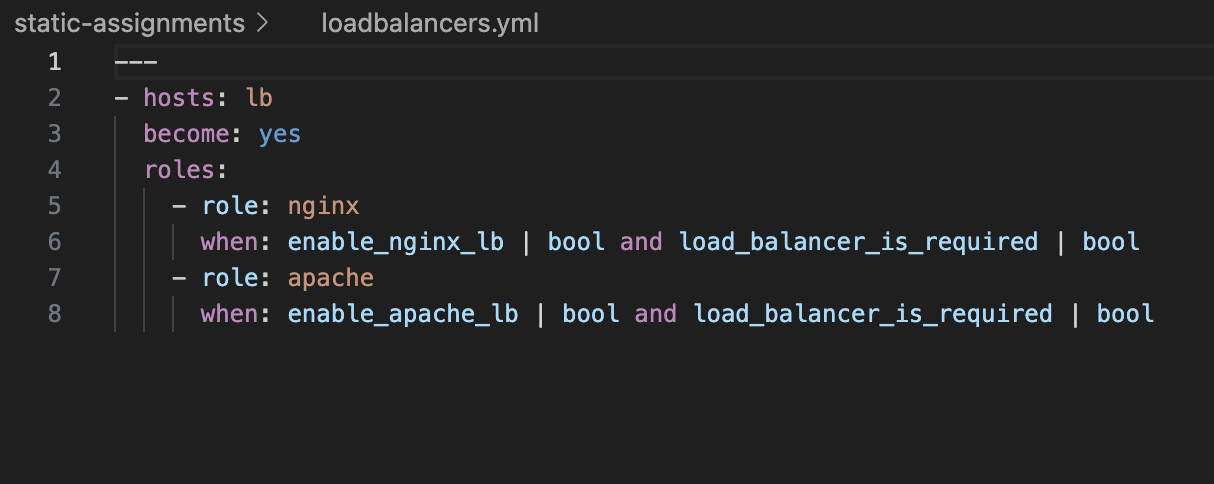 static-assignments > loadbalancers.yml
1 ---
2 - hosts: lb
3   become: yes
4   roles:
5     - role: nginx
6       when: enable_nginx_lb | bool and load_balancer_is_required | bool
7     - role: apache
8       when: enable_apache_lb | bool and load_balancer_is_required | bool